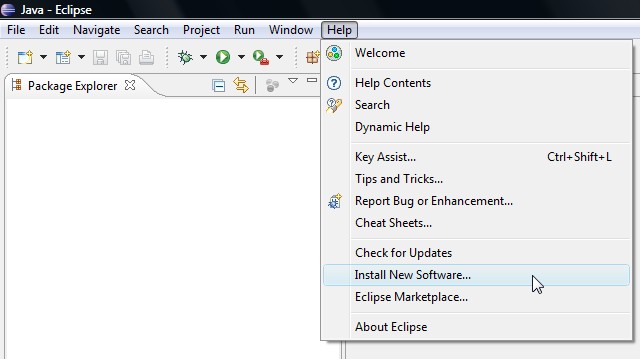 Java - Eclipse
File Edit Navigate Search Project Run Window Help
Package Explorer
Welcome
Help Contents
Search
Dynamic Help
Key Assist... Ctrl+Shift+L
Tips and Tricks...
Report Bug or Enhancement...
Cheat Sheets...
Check for Updates
Install New Software...
Eclipse Marketplace...
About Eclipse